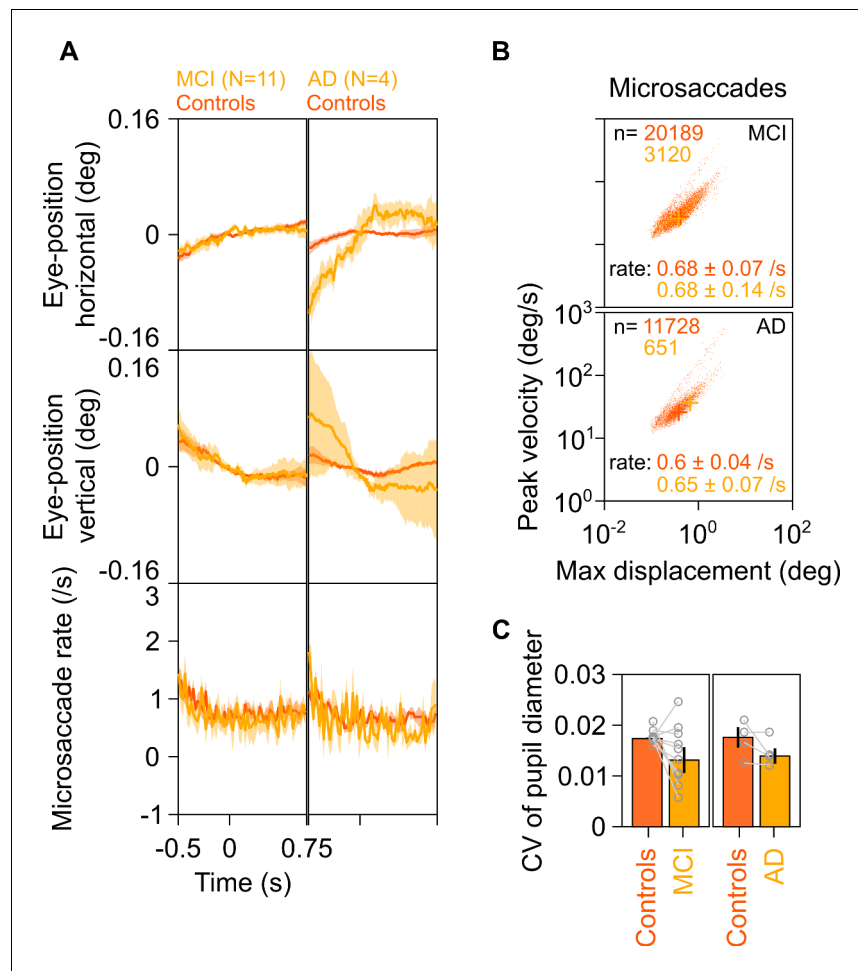 A
MCI (N=11)
Controls
AD (N=4)
Controls
Eye-position
horizontal (deg)
0.16
0
-0.16
Eye-position
vertical (deg)
0.16
0
-0.16
Microsaccade rate (/s)
3
2
1
0
-1
-0.5
0
0.75
Time (s)
B
Microsaccades
n= 20189
3120
MCI
rate: 0.68 ± 0.07 /s
0.68 ± 0.14 /s
n= 11728
651
AD
rate: 0.6 ± 0.04 /s
0.65 ± 0.07 /s
Peak velocity (deg/s)
10³
10²
10¹
10⁰
10⁻²
10⁰
10²
Max displacement (deg)
C
CV of pupil diameter
0.03
0.02
0.01
0
Controls
MCI
Controls
AD